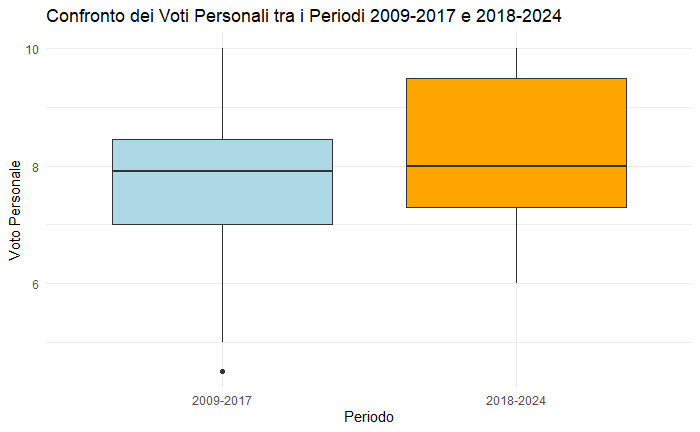 Confronto dei Voti Personali tra i Periodi 2009-2017 e 2018-2024
10
8
6
Voto Personale
2009-2017
2018-2024
Periodo